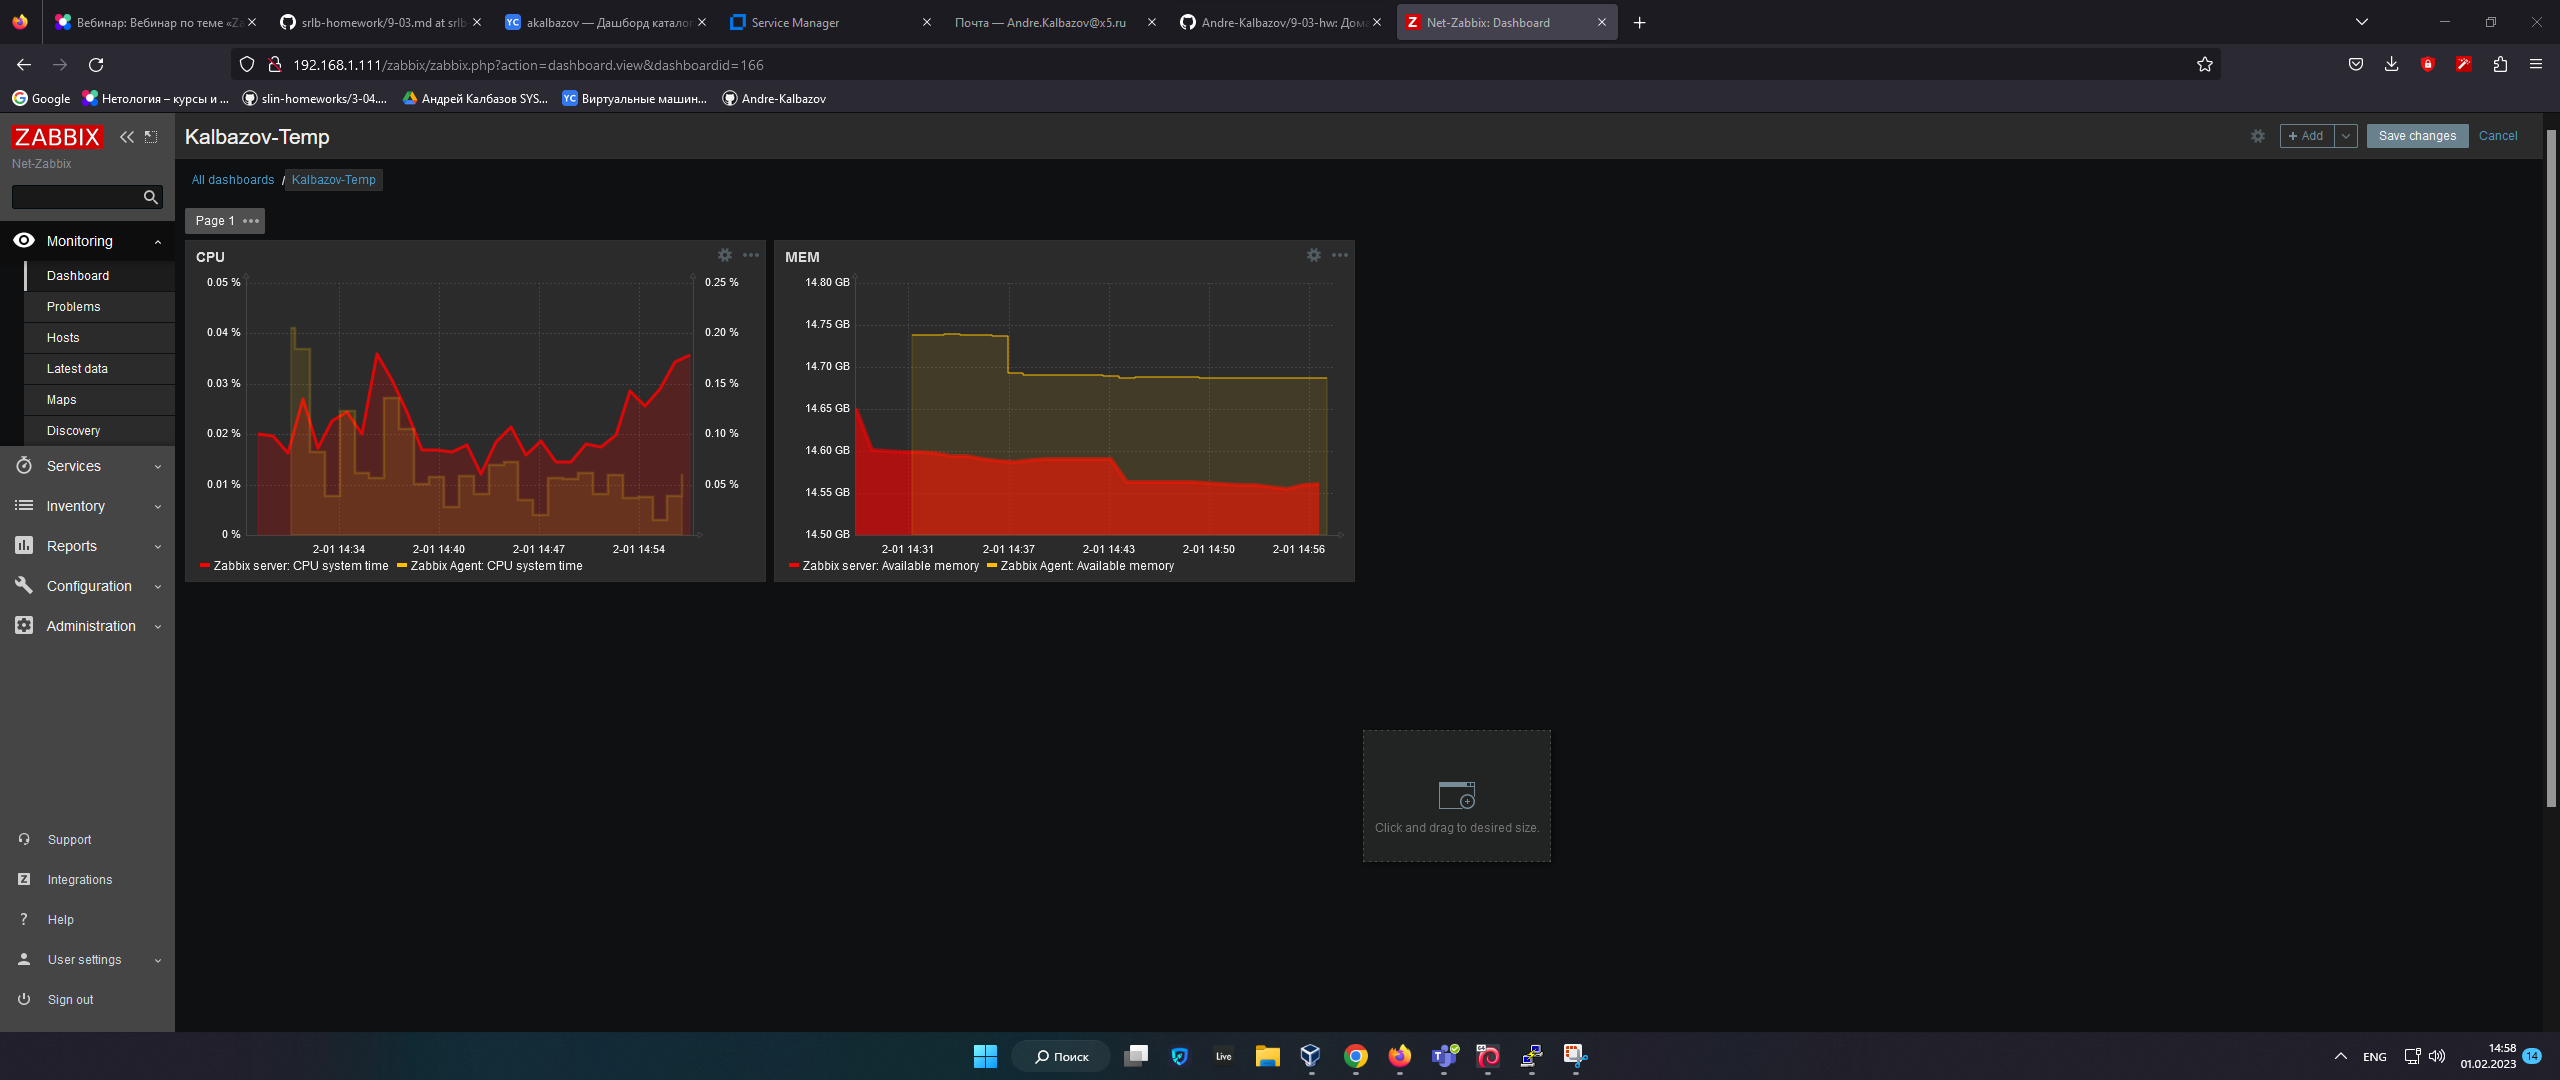 Вебинар: Вебинар по теме «Za
srlb-homework/9-03.md at srlb-
akalbazov — Дашборд каталог
Service Manager
Почта — Andre.Kalbazov@x5.ru
Andre-Kalbazov/9-03-hw: Дома
Net-Zabbix: Dashboard
192.168.1.111/zabbix/zabbix.php?action=dashboard.view&dashboardid=166
Google
Нетология – курсы и ...
slin-homeworks/3-04....
Андрей Калбазов SYS...
YC Виртуальные машин...
Andre-Kalbazov
ZABBIX
Net-Zabbix
Monitoring
Dashboard
Problems
Hosts
Latest data
Maps
Discovery
Services
Inventory
Reports
Configuration
Administration
Support
Integrations
Help
User settings
Sign out
Kalbazov-Temp
+ Add
Save changes
Cancel
All dashboards / Kalbazov-Temp
Page 1
CPU
0.05 %
0.04 %
0.03 %
0.02 %
0.01 %
0 %
0.25 %
0.20 %
0.15 %
0.10 %
0.05 %
2-01 14:34 2-01 14:40 2-01 14:47 2-01 14:54
Zabbix server: CPU system time Zabbix Agent: CPU system time
MEM
14.80 GB
14.75 GB
14.70 GB
14.65 GB
14.60 GB
14.55 GB
14.50 GB
2-01 14:31 2-01 14:37 2-01 14:43 2-01 14:50 2-01 14:56
Zabbix server: Available memory Zabbix Agent: Available memory
Click and drag to desired size.
Поиск
Live
ENG
14:58
01.02.2023
14